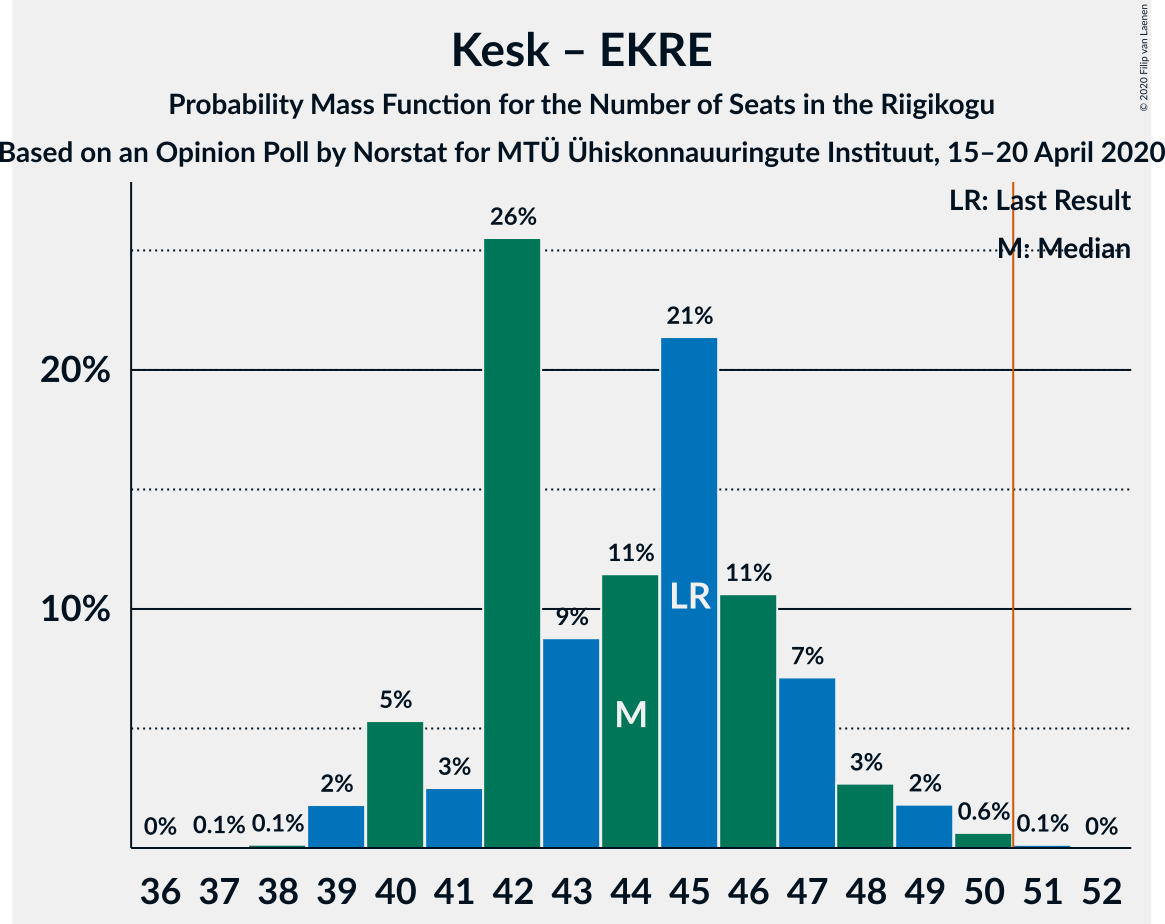 Kesk – EKRE
Probability Mass Function for the Number of Seats in the Riigikogu
Based on an Opinion Poll by Norstat for MTÜ Ühiskonnauuringute Instituut, 15–20 April 2020
© 2020 Filip van Laenen
LR: Last Result
M: Median
26%
21%
20%
11%
11%
10%
9%
LR
7%
5%
M
3%
3%
2%
2%
0%
0.1%
0.1%
0.6%
0.1%
0%
36 37 38 39 40 41 42 43 44 45 46 47 48 49 50 51 52